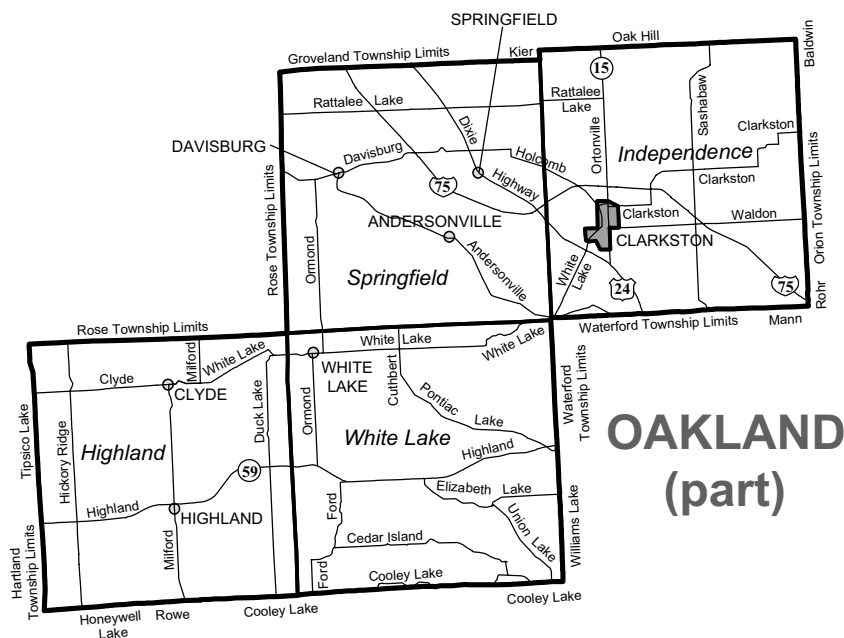 SPRINGFIELD
Groveland Township Limits
Kier
Oak Hill
Baldwin
15
Rattalee Lake
Rattalee
Lake
Dixie
Sashabaw
Ortonville
Clarkston
DAVISBURG
Davisburg
Holcomb
Independence
Highway
75
Clarkston
Rose Township Limits
Ormond
ANDERSONVILLE
Clarkston
Waldon
CLARKSTON
Orion Township Limits
Springfield
Andersonville
White
Lake
24
75
Rohr
Rose Township Limits
Waterford Township Limits
Mann
Milford
White Lake
White Lake
White Lake
Clyde
CLYDE
WHITE
LAKE
Cuthbert
Waterford
Township Limits
Tipsico Lake
Hickory Ridge
Duck Lake
Ormond
Pontiac
Lake
OAKLAND
(part)
Highland
White Lake
Highland
59
Elizabeth
Lake
Highland
HIGHLAND
Ford
Union
Lake
Williams Lake
Hartland
Township Limits
Milford
Cedar Island
Ford
Cooley Lake
Honeywell
Lake
Rowe
Cooley Lake
Cooley Lake